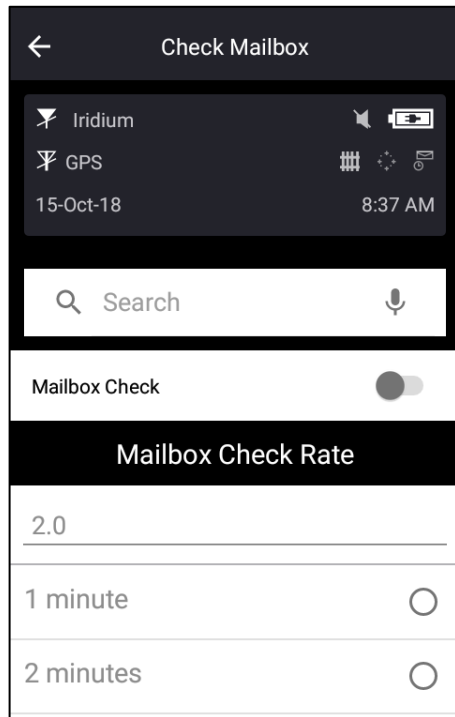 Check Mailbox
Iridium
GPS
15-Oct-18 8:37 AM
Search
Mailbox Check
Mailbox Check Rate
2.0
1 minute
2 minutes